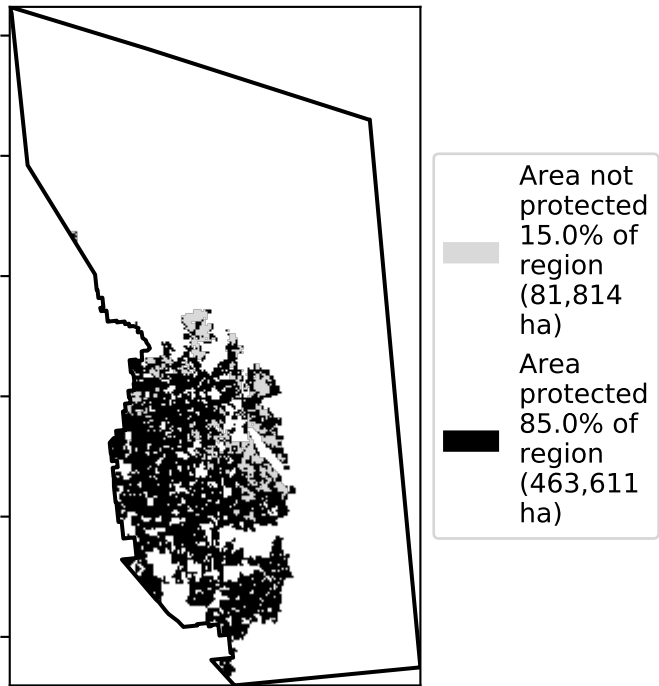 Area not
protected
15.0% of
region
(81,814
ha)
Area
protected
85.0% of
region
(463,611
ha)